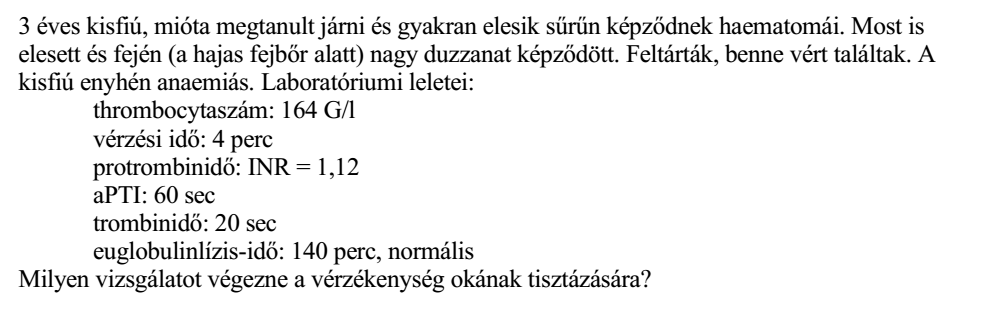 3 éves kisfiú, mióta megtanult járni és gyakran elesik sűrűn képződnek haematomái. Most is
elesett és fején (a hajas fejbőr alatt) nagy duzzanat képződött. Feltárták, benne vért találtak. A
kisfiú enyhén anaemiás. Laboratóriumi leletei:
thrombocytaszám: 164 G/l
vérzési idő: 4 perc
protrombinidő: INR = 1,12
aPTI: 60 sec
trombinidő: 20 sec
euglobulinlízis-idő: 140 perc, normális
Milyen vizsgálatot végezne a vérzékenység okának tisztázására?